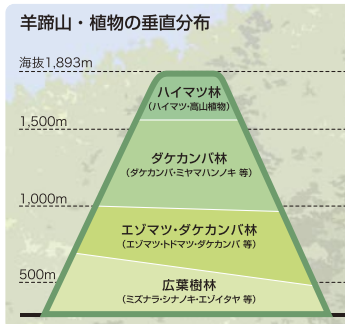 羊蹄山・植物の垂直分布
海抜1,893m
ハイマツ林
（ハイマツ・高山植物）
1,500m
ダケカンバ林
（ダケカンバ・ミヤマハンノキ 等）
1,000m
エゾマツ・ダケカンバ林
（エゾマツ・トドマツ・ダケカンバ 等）
500m
広葉樹林
（ミズナラ・シナノキ・エゾイタヤ 等）